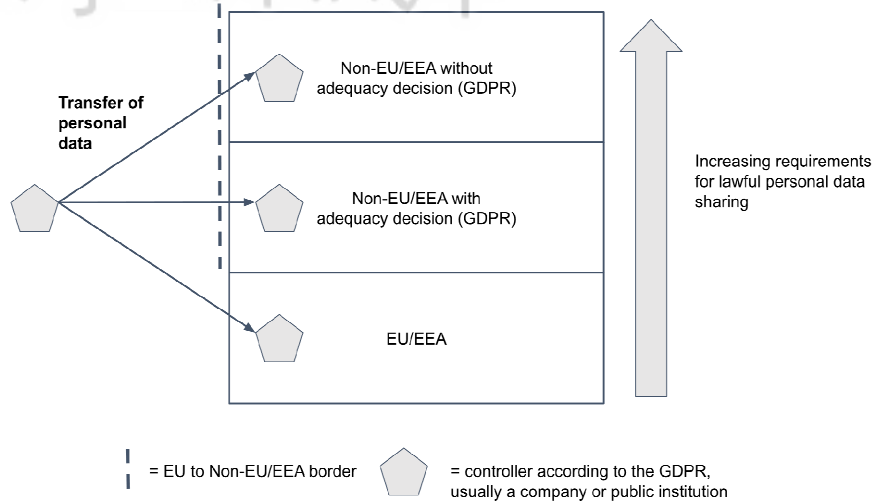 Transfer of
personal
data
Non-EU/EEA without
adequacy decision (GDPR)
Non-EU/EEA with
adequacy decision (GDPR)
EU/EEA
Increasing requirements
for lawful personal data
sharing
= EU to Non-EU/EEA border
= controller according to the GDPR,
usually a company or public institution